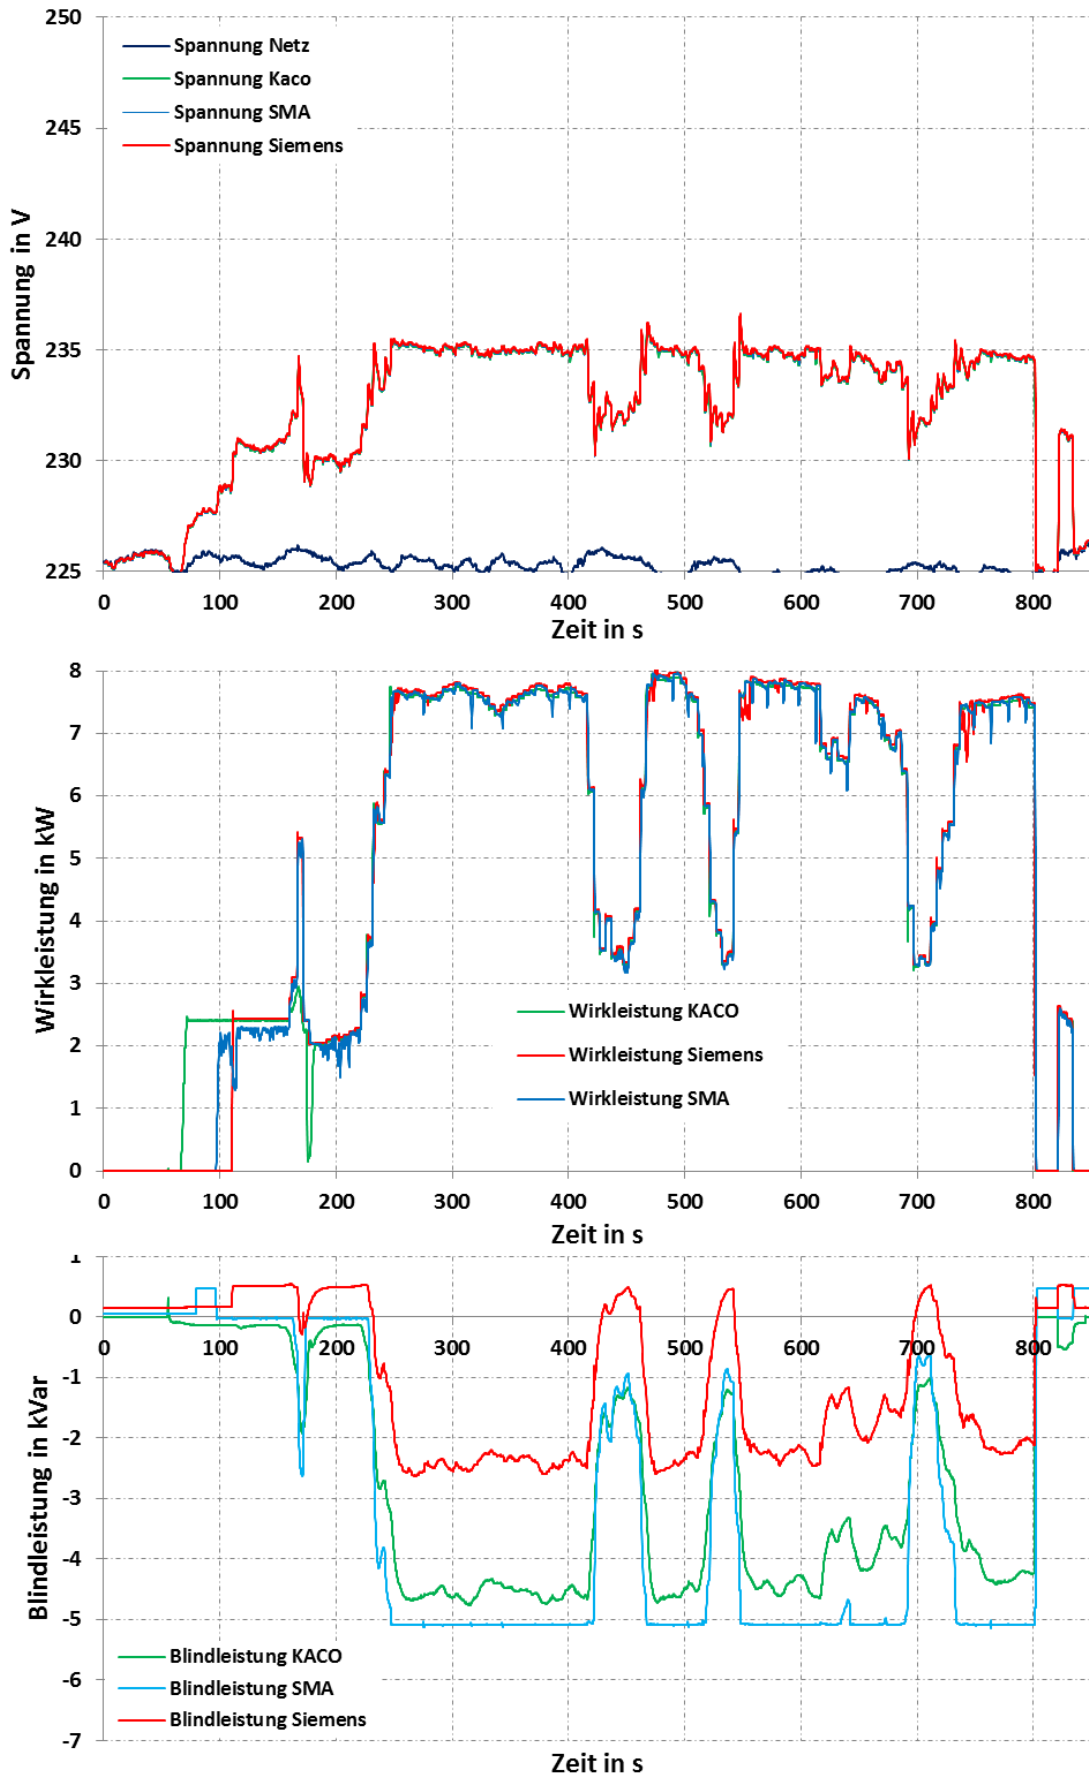 250
245
240
235
230
225
Spannung in V
Spannung Netz
Spannung Kaco
Spannung SMA
Spannung Siemens
0 100 200 300 400 500 600 700 800
Zeit in s
8
7
6
5
4
3
2
1
0
Wirkleistung in kW
Wirkleistung KACO
Wirkleistung Siemens
Wirkleistung SMA
0 100 200 300 400 500 600 700 800
Zeit in s
1
0
-1
-2
-3
-4
-5
-6
-7
Blindleistung in kVar
0 100 200 300 400 500 600 700 800
Blindleistung KACO
Blindleistung SMA
Blindleistung Siemens
Zeit in s